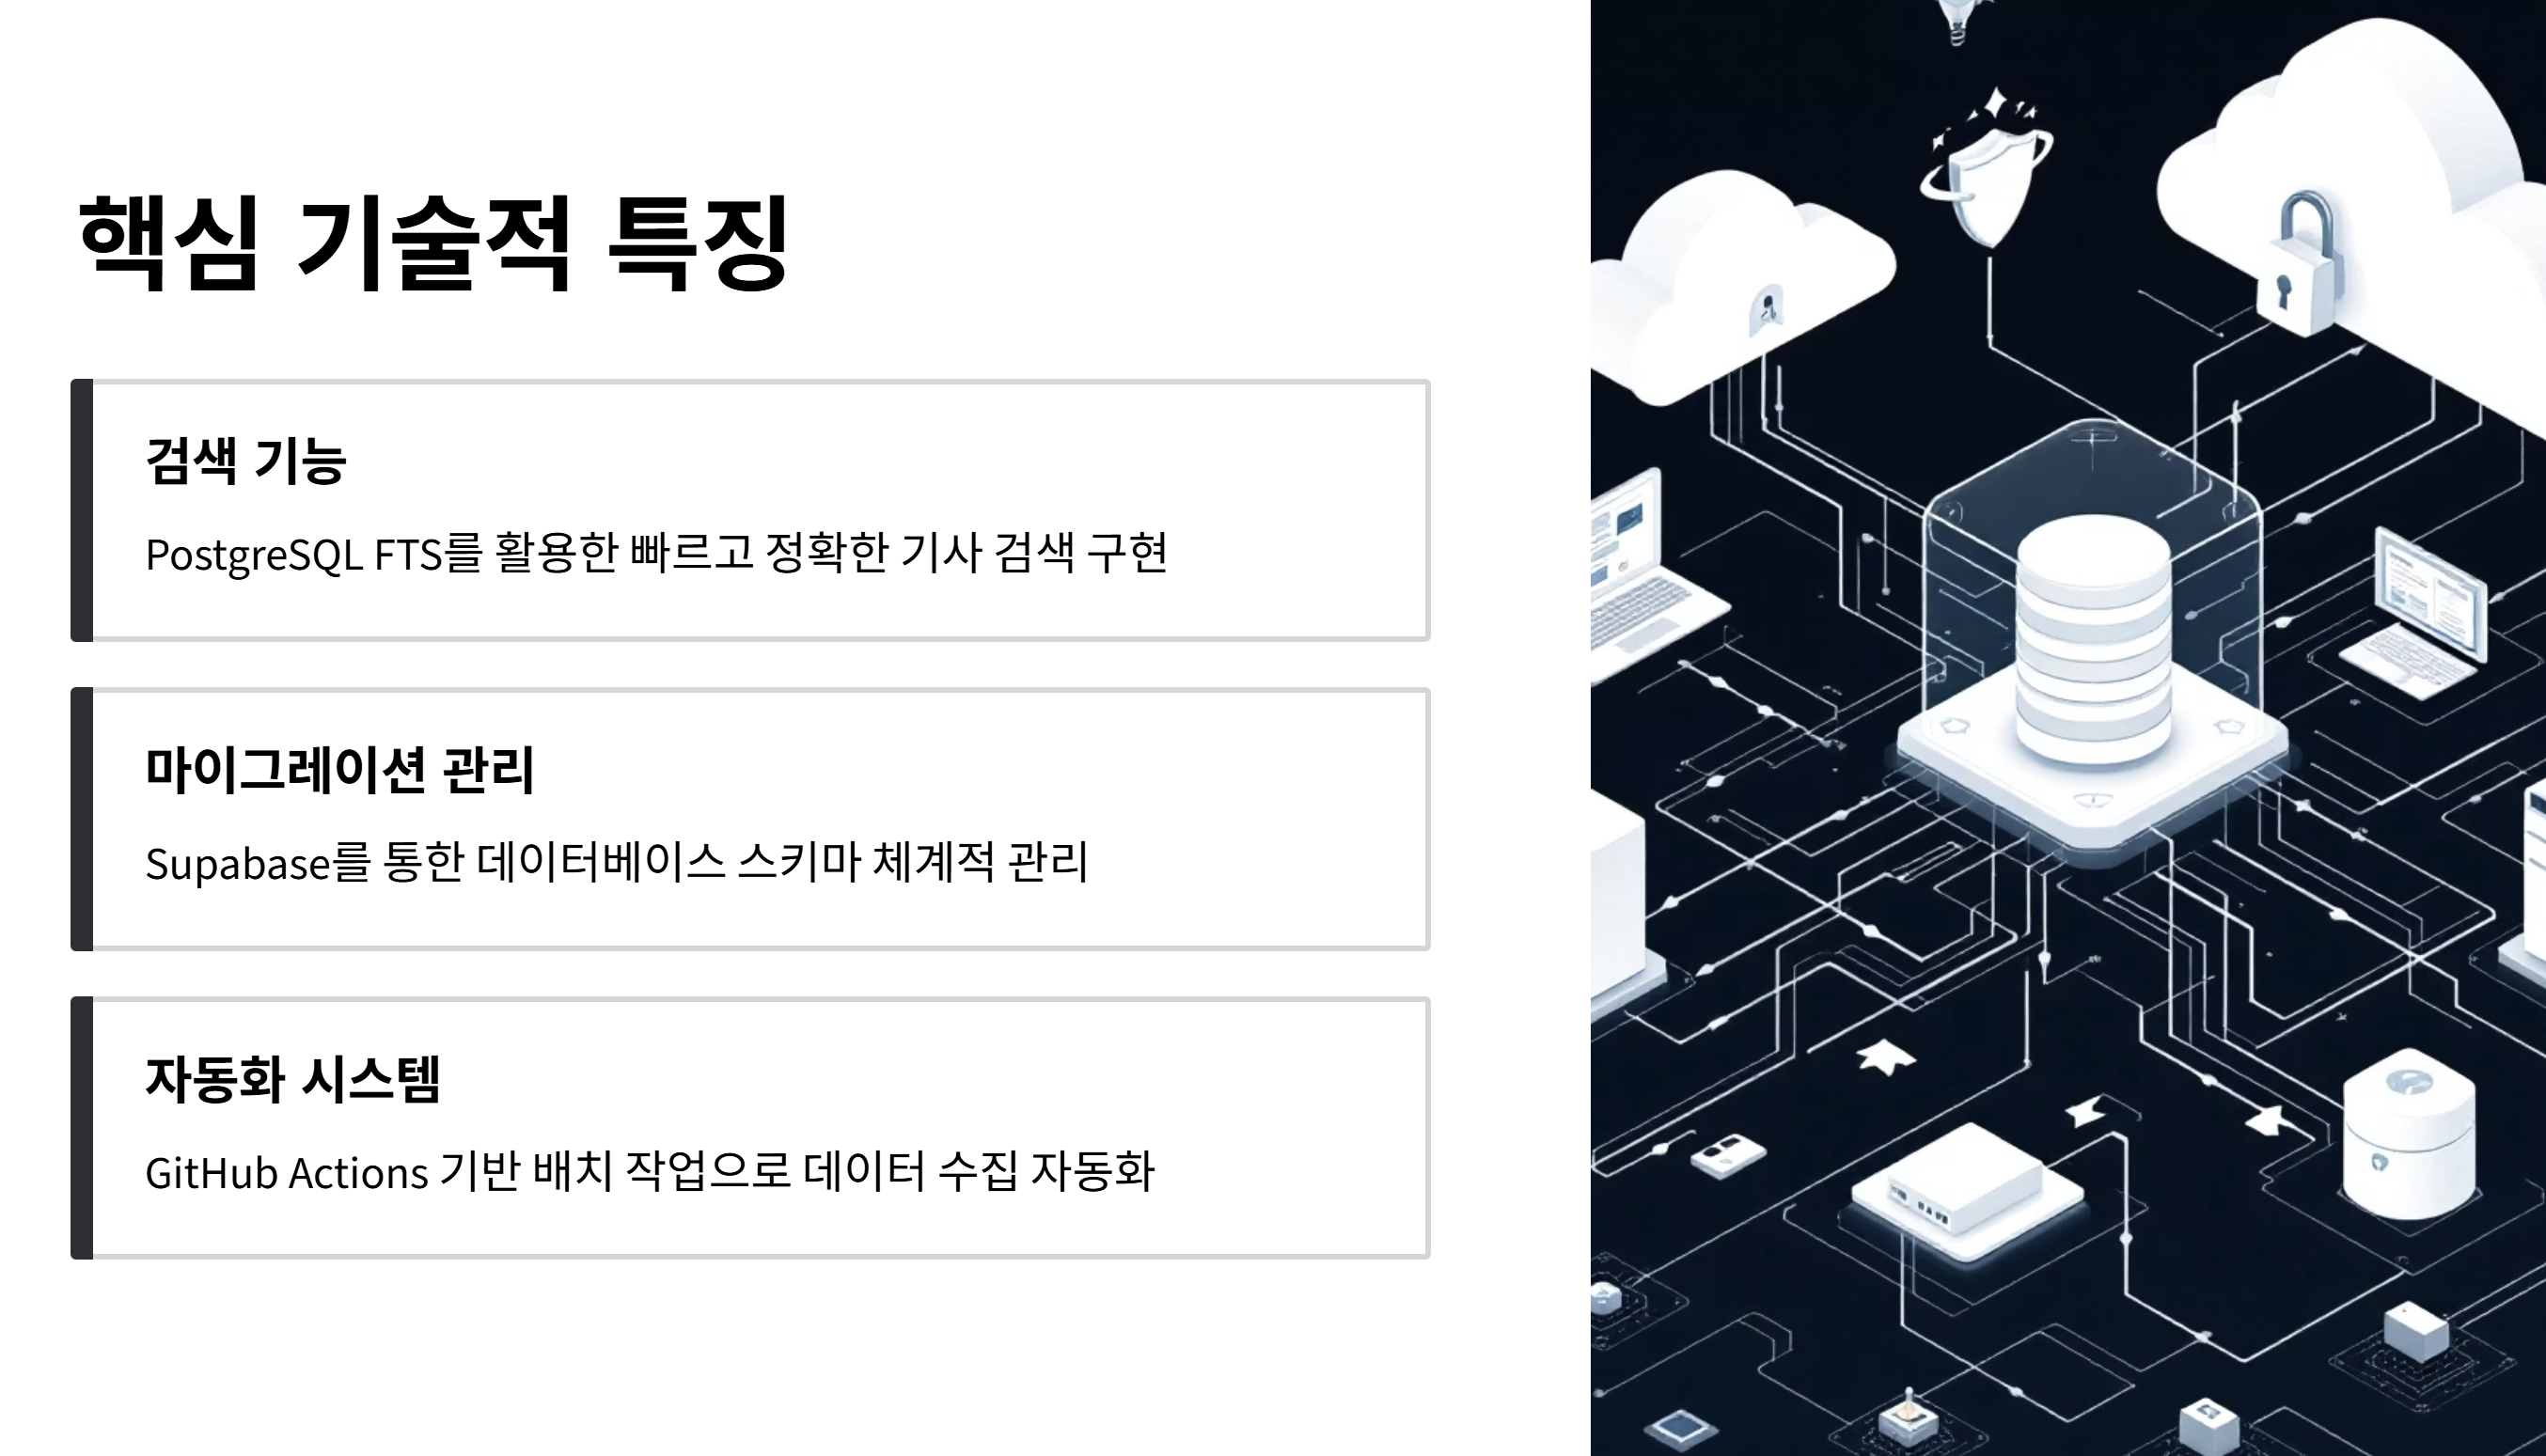 핵심 기술적 특징
검색 기능
PostgreSQL FTS를 활용한 빠르고 정확한 기사 검색 구현
마이그레이션 관리
Supabase를 통한 데이터베이스 스키마 체계적 관리
자동화 시스템
GitHub Actions 기반 배치 작업으로 데이터 수집 자동화